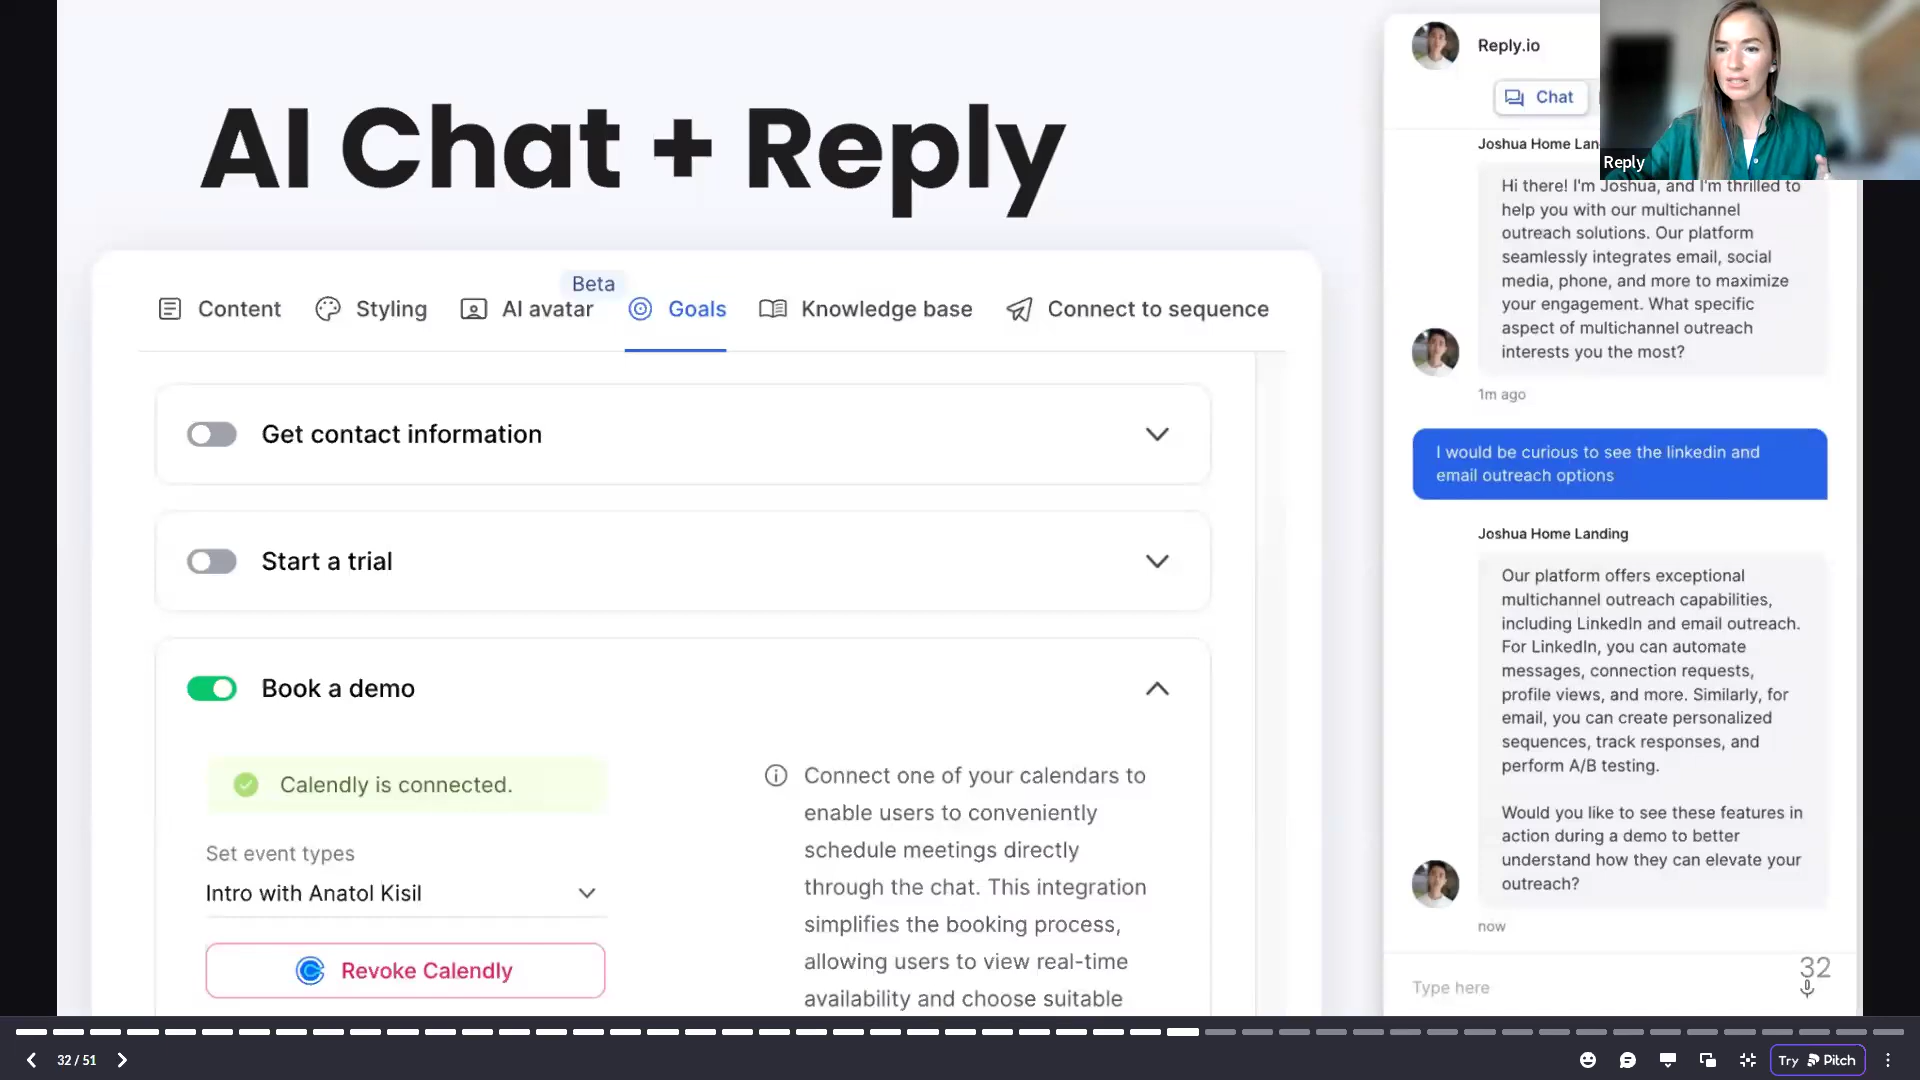 AI Chat + Reply
Content
Styling
AI avatar
Beta
Goals
Knowledge base
Connect to sequence
Get contact information
Start a trial
Book a demo
Calendly is connected.
Set event types
Intro with Anatol Kisil
Revoke Calendly
Connect one of your calendars to
enable users to conveniently
schedule meetings directly
through the chat. This integration
simplifies the booking process,
allowing users to view real-time
availability and choose suitable
Reply.io
Chat
Reply
Joshua Home Lan
Hi there! I'm Joshua, and I'm thrilled to
help you with our multichannel
outreach solutions. Our platform
seamlessly integrates email, social
media, phone, and more to maximize
your engagement. What specific
aspect of multichannel outreach
interests you the most?
1m ago
I would be curious to see the linkedin and
email outreach options
Joshua Home Landing
Our platform offers exceptional
multichannel outreach capabilities,
including LinkedIn and email outreach.
For LinkedIn, you can automate
messages, connection requests,
profile views, and more. Similarly, for
email, you can create personalized
sequences, track responses, and
perform A/B testing.
Would you like to see these features in
action during a demo to better
understand how they can elevate your
outreach?
now
Type here
32
32 / 51
Try Pitch